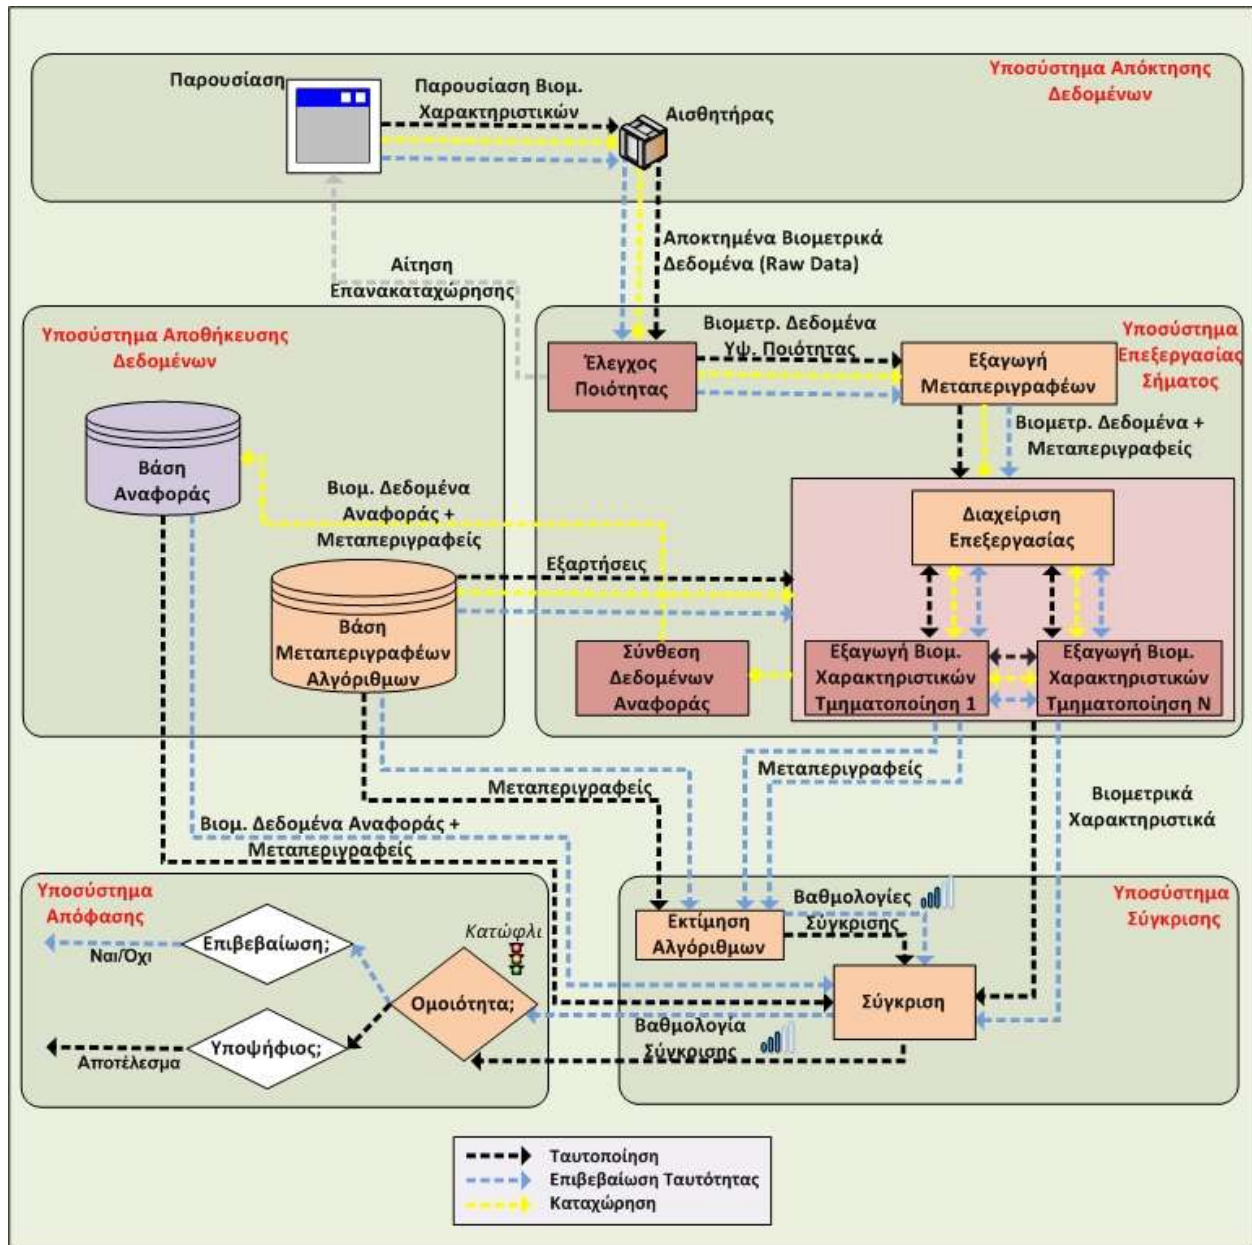 Υποσύστημα Απόκτησης
Δεδομένων
Παρουσίαση
Παρουσίαση Βιομ.
Χαρακτηριστικών
Αισθητήρας
Αποκτημένα Βιομετρικά
Δεδομένα (Raw Data)
Αίτηση
Επανακαταχώρησης
Υποσύστημα Αποθήκευσης
Δεδομένων
Βάση
Αναφοράς
Βιομ. Δεδομένα
Αναφοράς +
Μεταπεριγραφείς
Βάση
Μεταπεριγραφέων
Αλγόριθμων
Εξαρτήσεις
Υποσύστημα
Επεξεργασίας
Σήματος
Έλεγχος
Ποιότητας
Βιομετρ. Δεδομένα
Υψ. Ποιότητας
Εξαγωγή
Μεταπεριγραφέων
Βιομετρ. Δεδομένα +
Μεταπεριγραφείς
Διαχείριση
Επεξεργασίας
Σύνθεση
Δεδομένων
Αναφοράς
Εξαγωγή Βιομ.
Χαρακτηριστικών
Τμηματοποίηση 1
Εξαγωγή Βιομ.
Χαρακτηριστικών
Τμηματοποίηση Ν
Μεταπεριγραφείς
Μεταπεριγραφείς
Βιομετρικά
Χαρακτηριστικά
Βιομ. Δεδομένα Αναφοράς +
Μεταπεριγραφείς
Υποσύστημα
Απόφασης
Επιβεβαίωση;
Ναι/Όχι
Υποψήφιος;
Αποτέλεσμα
Κατώφλι
Ομοιότητα;
Υποσύστημα
Σύγκρισης
Εκτίμηση
Αλγόριθμων
Βαθμολογίες
Σύγκρισης
Σύγκριση
Βαθμολογία
Σύγκρισης
Ταυτοποίηση
Επιβεβαίωση Ταυτότητας
Καταχώρηση